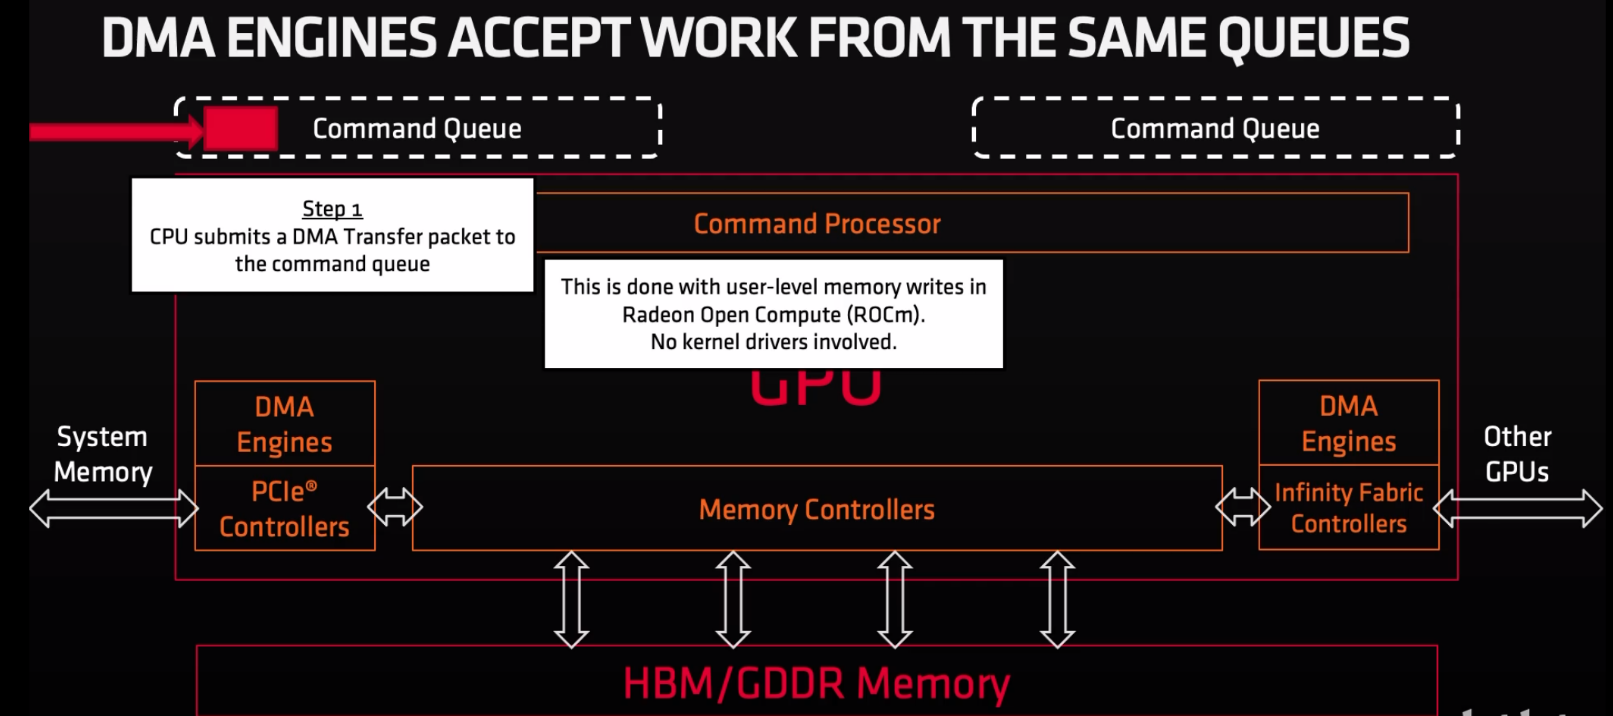 DMA ENGINES ACCEPT WORK FROM THE SAME QUEUES
Command Queue
Command Queue
Step 1
CPU submits a DMA Transfer packet to
the command queue
Command Processor
This is done with user-level memory writes in
Radeon Open Compute (ROCm).
No kernel drivers involved.
GPU
System
Memory
DMA
Engines
PCIe®
Controllers
Memory Controllers
DMA
Engines
Infinity Fabric
Controllers
Other
GPUs
HBM/GDDR Memory